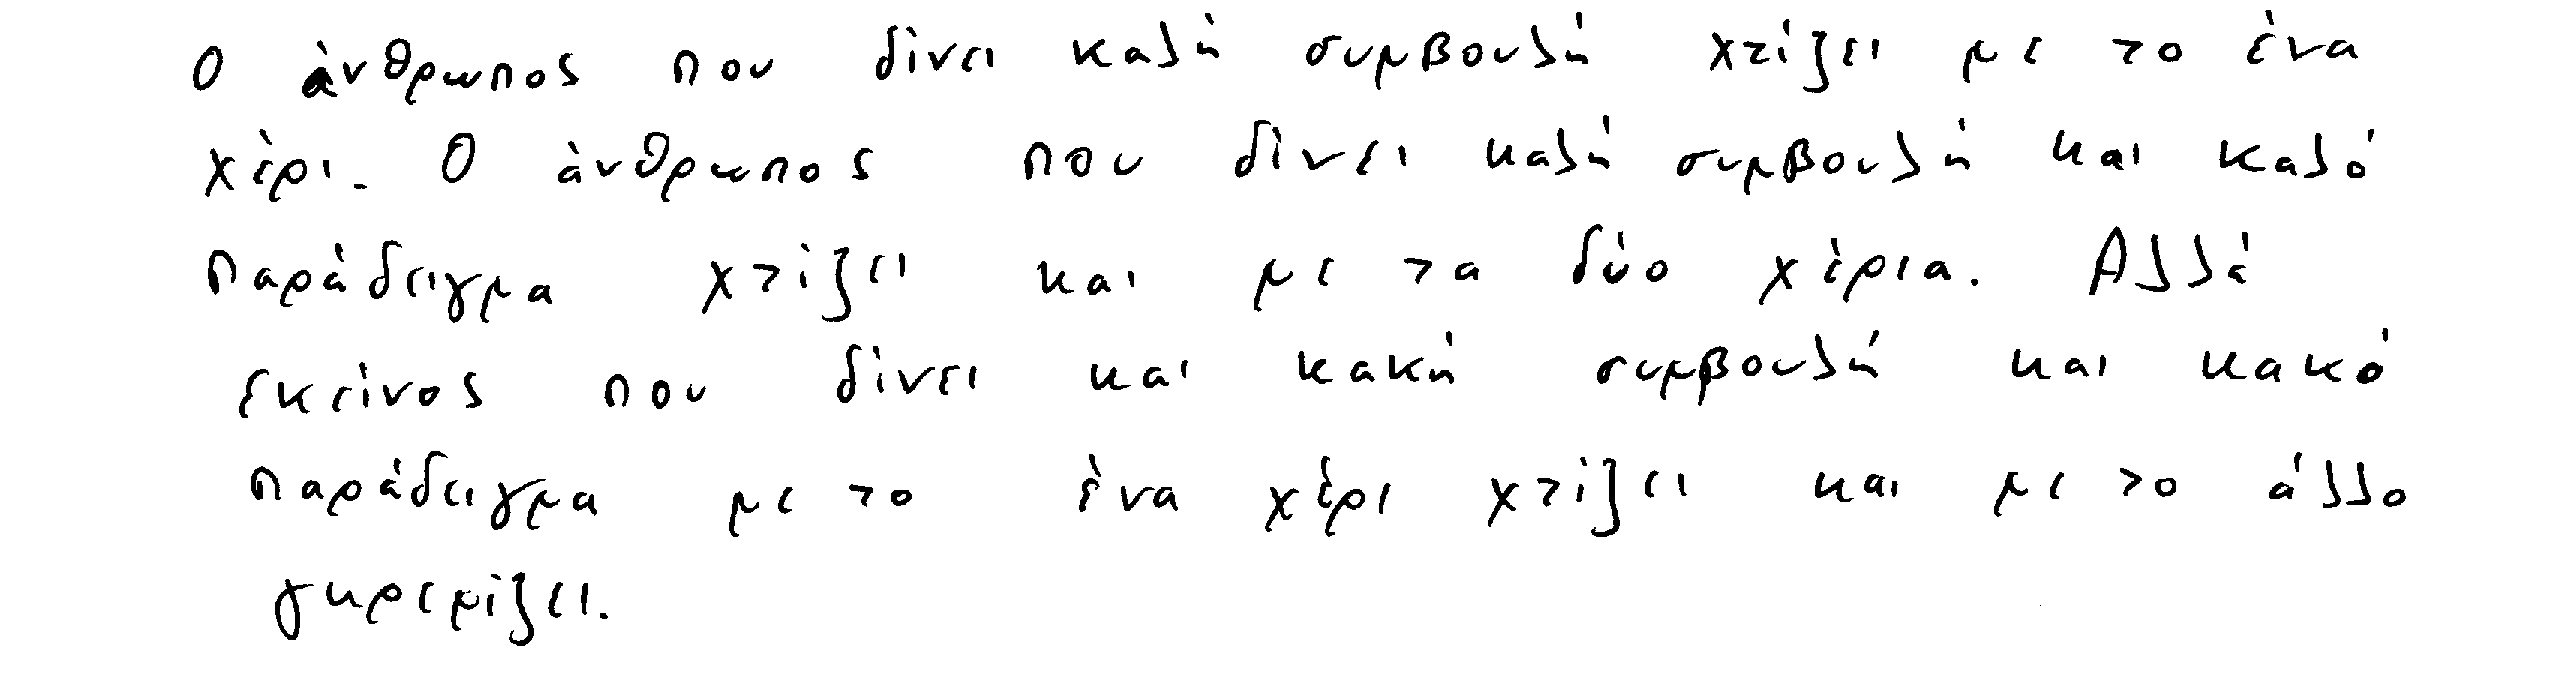 Ο άνθρωπος που δίνει καλή συμβουλή χτίζει με το ένα
χέρι. Ο άνθρωπος που δίνει καλή συμβουλή και καλό
παράδειγμα χτίζει και με τα δύο χέρια. Αλλά
εκείνος που δίνει και κακή συμβουλή και κακό
παράδειγμα με το ένα χέρι χτίζει και με το άλλο
γκρεμίζει.